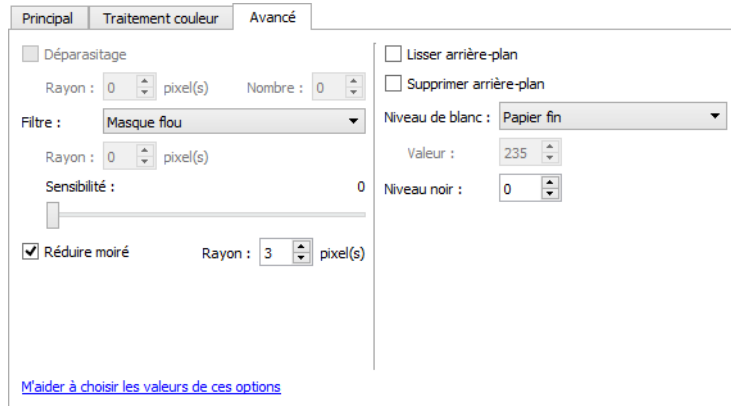 Principal Traitement couleur Avancé
Déparasitage
Rayon : 0 pixel(s) Nombre : 0
Filtre : Masque flou
Rayon : 0 pixel(s)
Sensibilité : 0
Réduire moiré Rayon : 3 pixel(s)
M'aider à choisir les valeurs de ces options
Lisser arrière-plan
Supprimer arrière-plan
Niveau de blanc : Papier fin
Valeur : 235
Niveau noir : 0